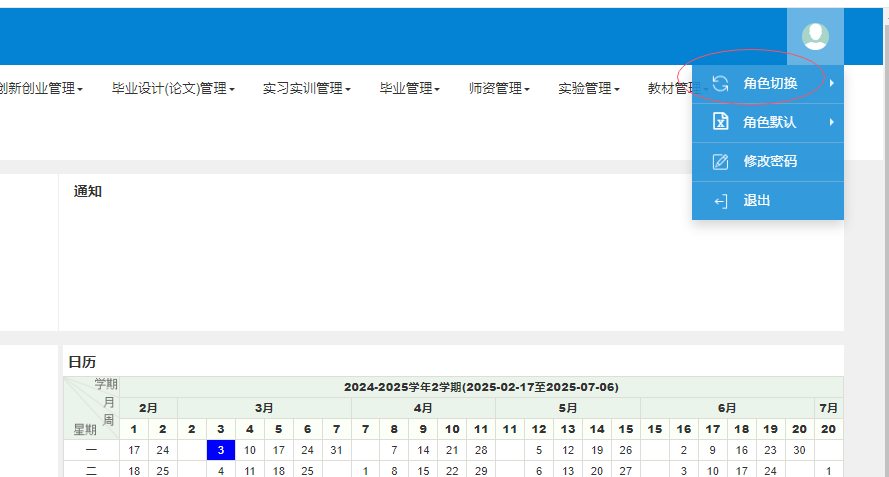 创新创业管理 毕业设计(论文)管理 实习实训管理 毕业管理 师资管理 实验管理 教材管理
角色切换
角色默认
修改密码
退出
通知
日历
学期 2024-2025学年2学期(2025-02-17至2025-07-06)
月 2月 3月 4月 5月 6月 7月
周 1 2 2 3 4 5 6 7 7 8 9 10 11 11 12 13 14 15 15 16 17 18 19 20 20
星期
一 17 24 3 10 17 24 31 7 14 21 28 5 12 19 26 2 9 16 23 30
二 18 25 4 11 18 25 1 8 15 22 29 6 13 20 27 3 10 17 24 1